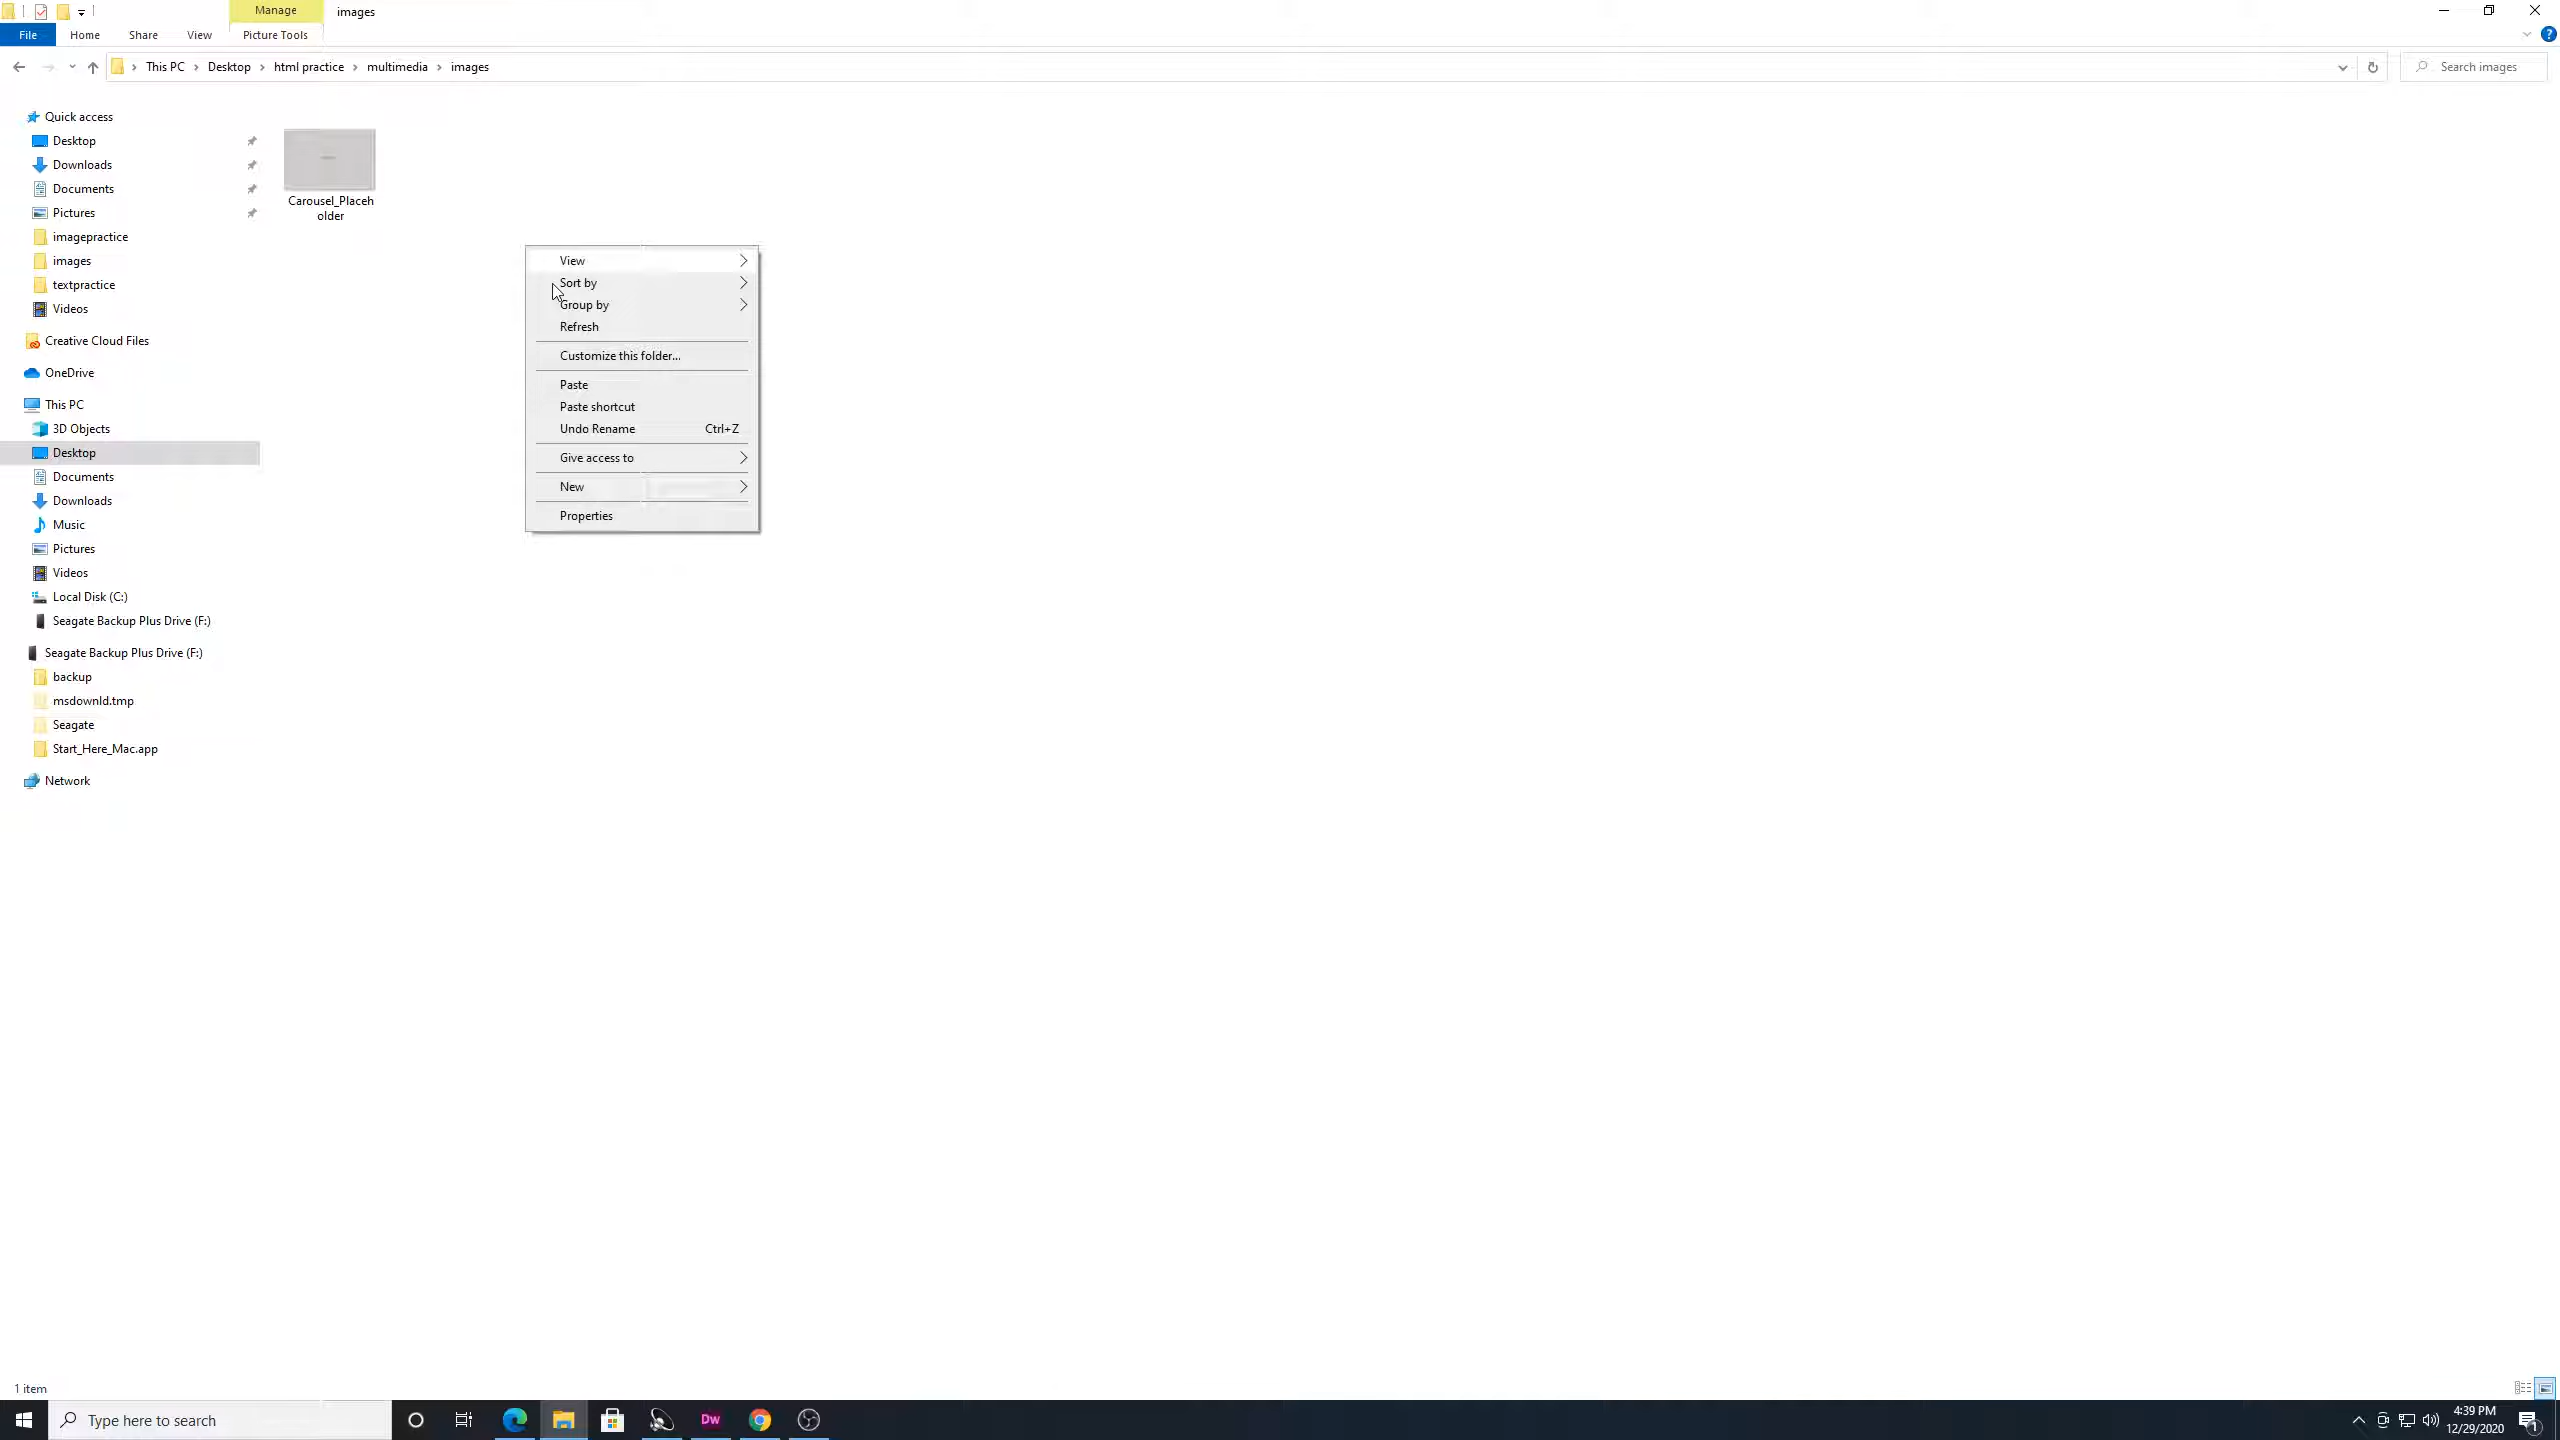 Manage
images
File
Home
Share
View
Picture Tools
This PC
Desktop
html practice
multimedia
images
Search images
Quick access
Desktop
Downloads
Documents
Pictures
imagepractice
images
textpractice
Videos
Creative Cloud Files
OneDrive
This PC
3D Objects
Desktop
Documents
Downloads
Music
Pictures
Videos
Local Disk (C:)
Seagate Backup Plus Drive (F:)
Seagate Backup Plus Drive (F:)
backup
msdownld.tmp
Seagate
Start_Here_Mac.app
Network
Carousel_Placeh
older
View
Sort by
Group by
Refresh
Customize this folder...
Paste
Paste shortcut
Undo Rename Ctrl+Z
Give access to
New
Properties
1 item
Type here to search
Dw
4:39 PM
12/29/2020
1